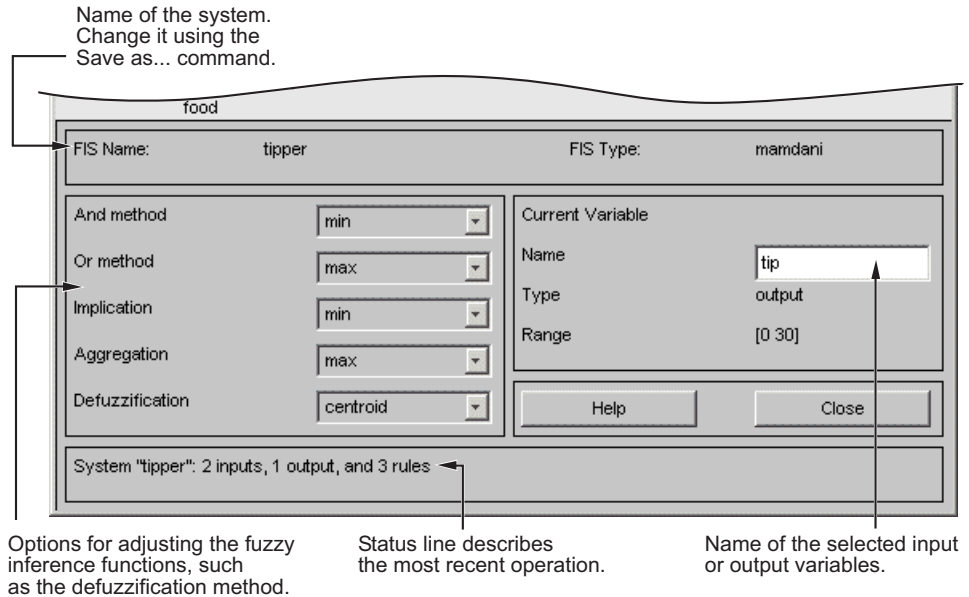 Name of the system.
Change it using the
Save as... command.
food
FIS Name: tipper FIS Type: mamdani
And method min
Or method max
Implication min
Aggregation max
Defuzzification centroid
Current Variable
Name tip
Type output
Range [0 30]
Help Close
System "tipper": 2 inputs, 1 output, and 3 rules
Options for adjusting the fuzzy
inference functions, such
as the defuzzification method.
Status line describes
the most recent operation.
Name of the selected input
or output variables.